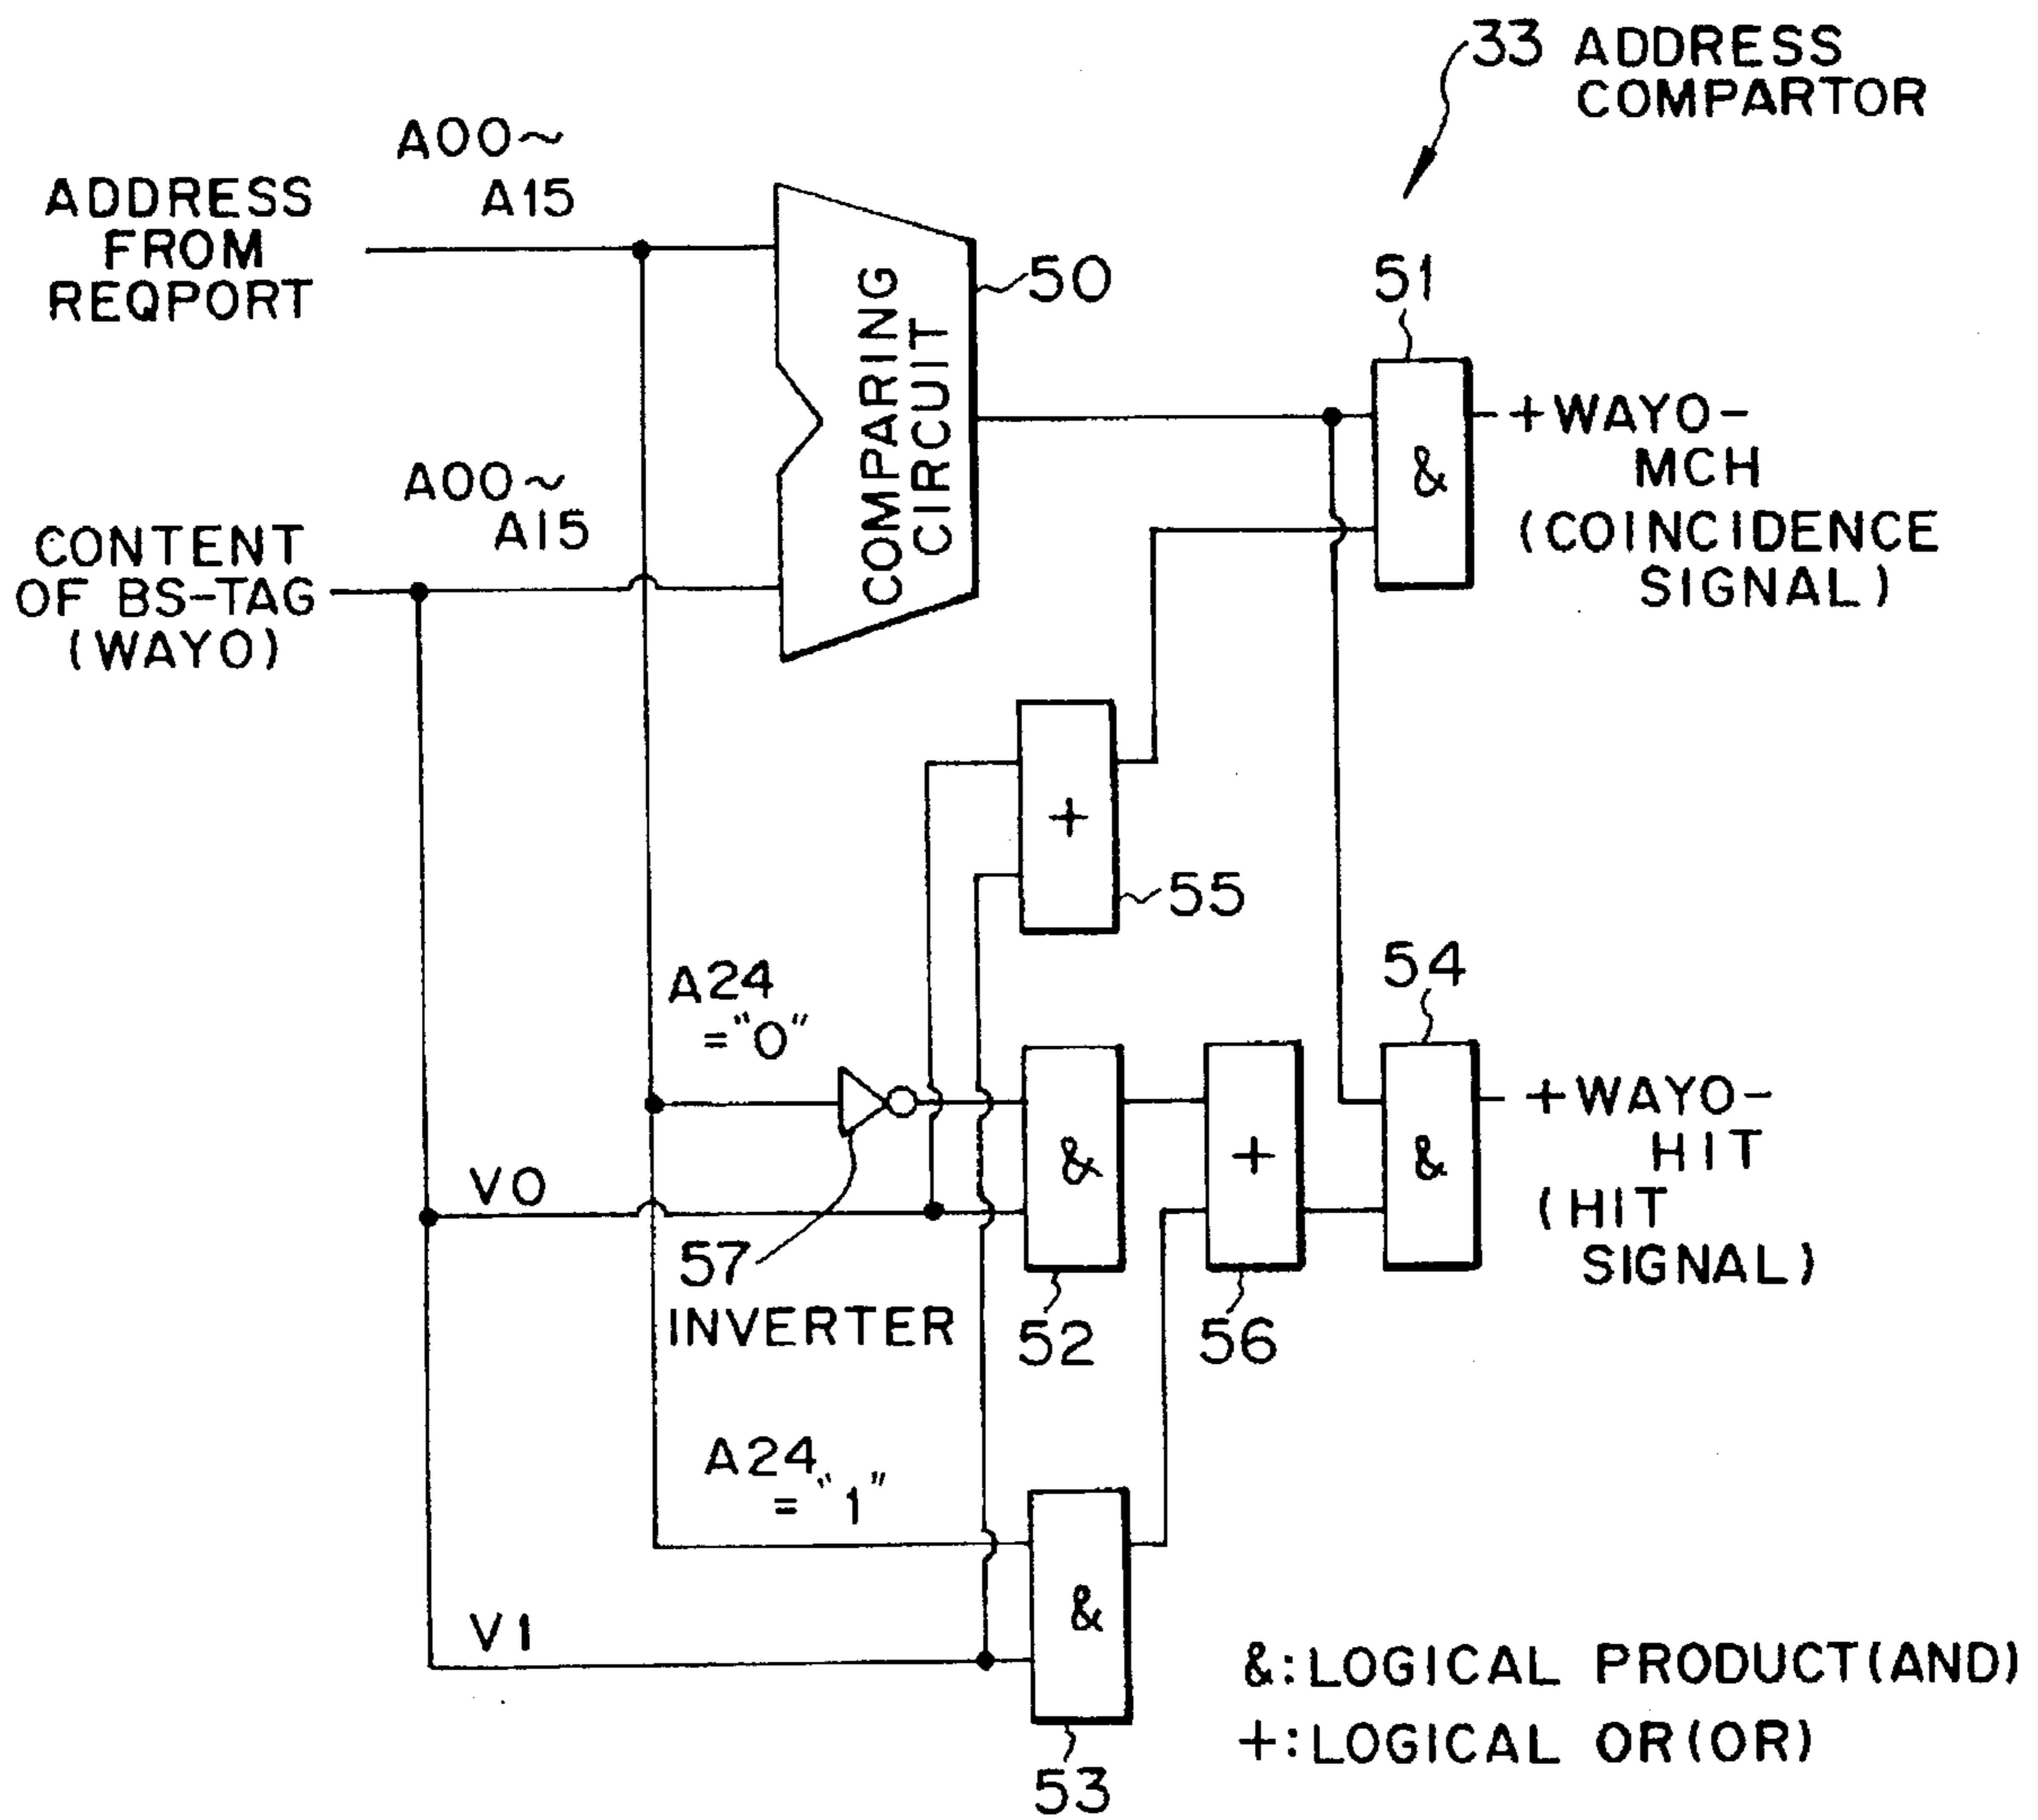 33 ADDRESS
COMPARTOR
A00~
A15
ADDRESS
FROM
REQPORT
50
51
COMPARING
CIRCUIT
&
+WAYO-
MCH
(COINCIDENCE
SIGNAL)
A00~
A15
CONTENT
OF BS-TAG
(WAYO)
+
55
A24
="0"
54
&
+
&
+WAYO-
HIT
(HIT
SIGNAL)
V0
57
INVERTER
52
56
A24
="1"
&
V1
53
&:LOGICAL PRODUCT(AND)
+:LOGICAL OR(OR)